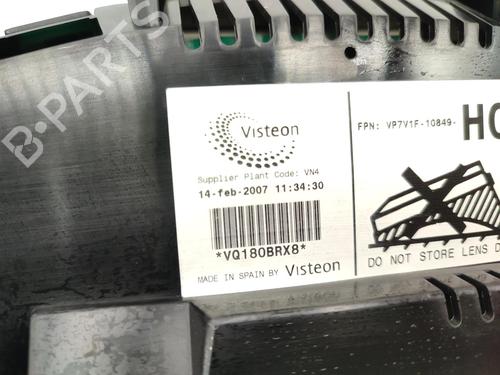 B-PARTS
Visteon
Supplier Plant Code: VN4
14-feb-2007 11:34:30
*VQ180BRX8*
MADE IN SPAIN BY Visteon
FPN: VP7V1F-10849-
HC
DO NOT STORE LENS D